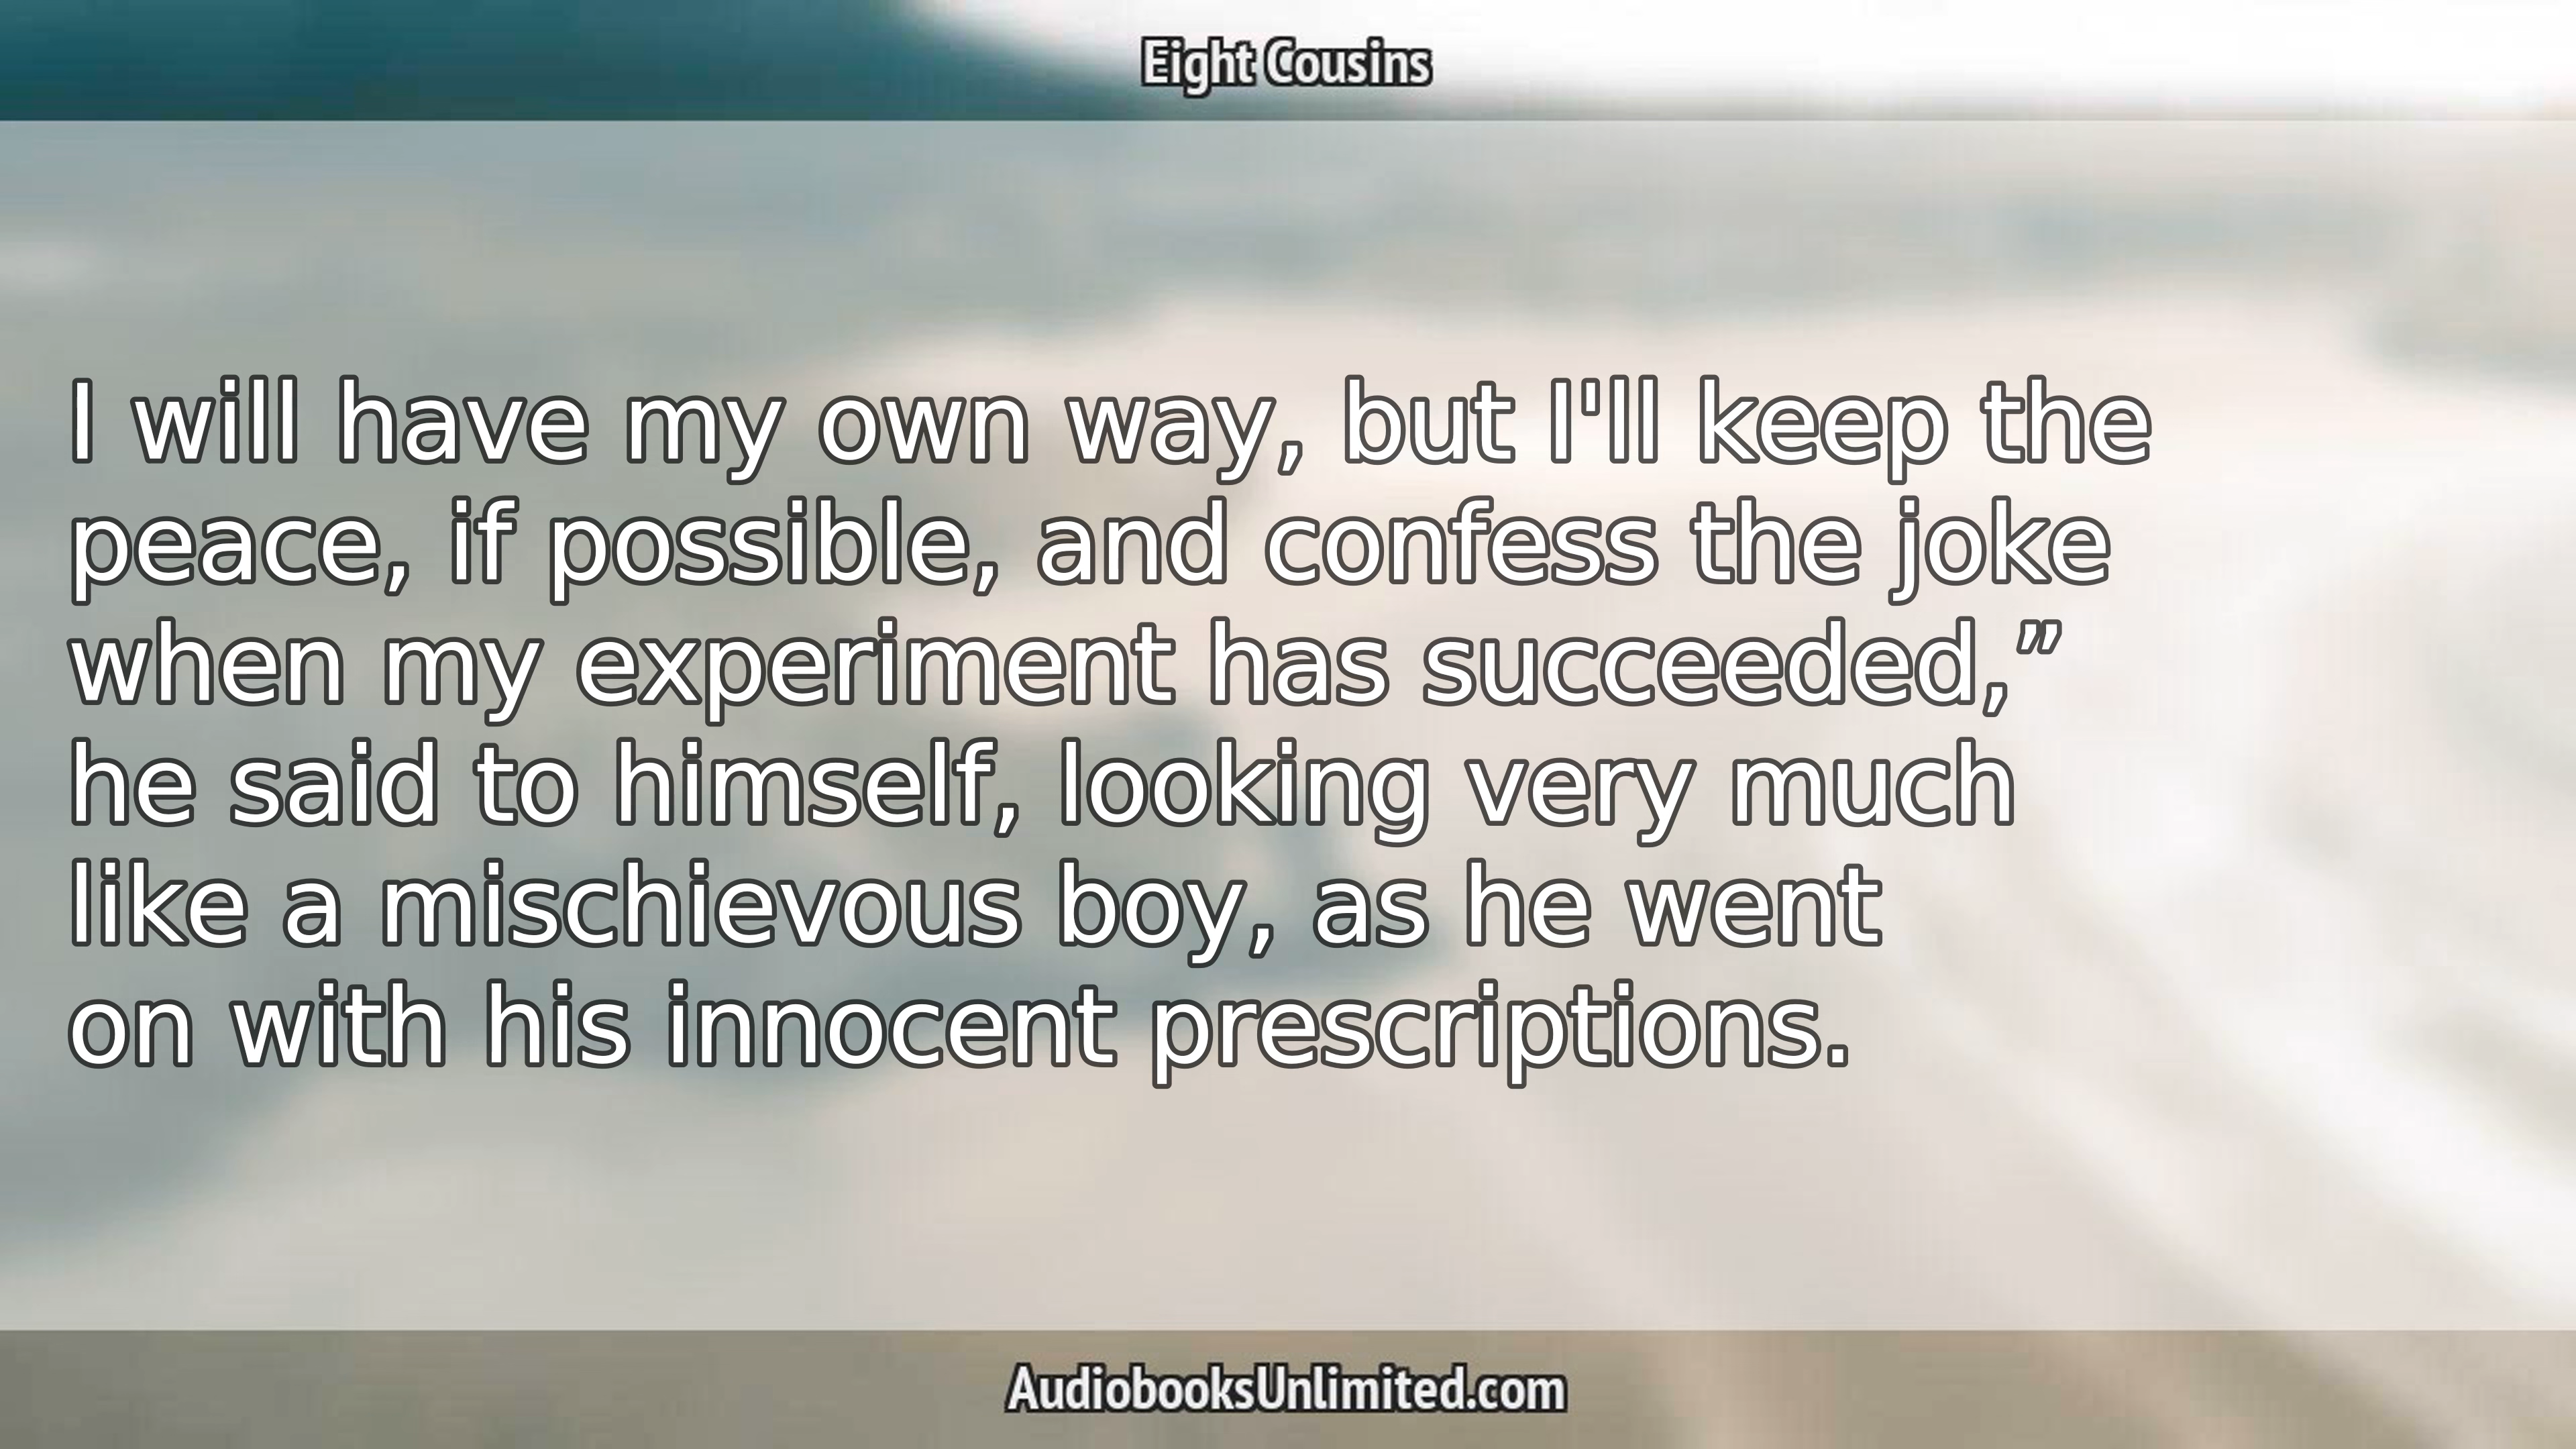 Eight Cousins
I will have my own way, but I'll keep the
peace, if possible, and confess the joke
when my experiment has succeeded,”
he said to himself, looking very much
like a mischievous boy, as he went
on with his innocent prescriptions.
AudiobooksUnlimited.com